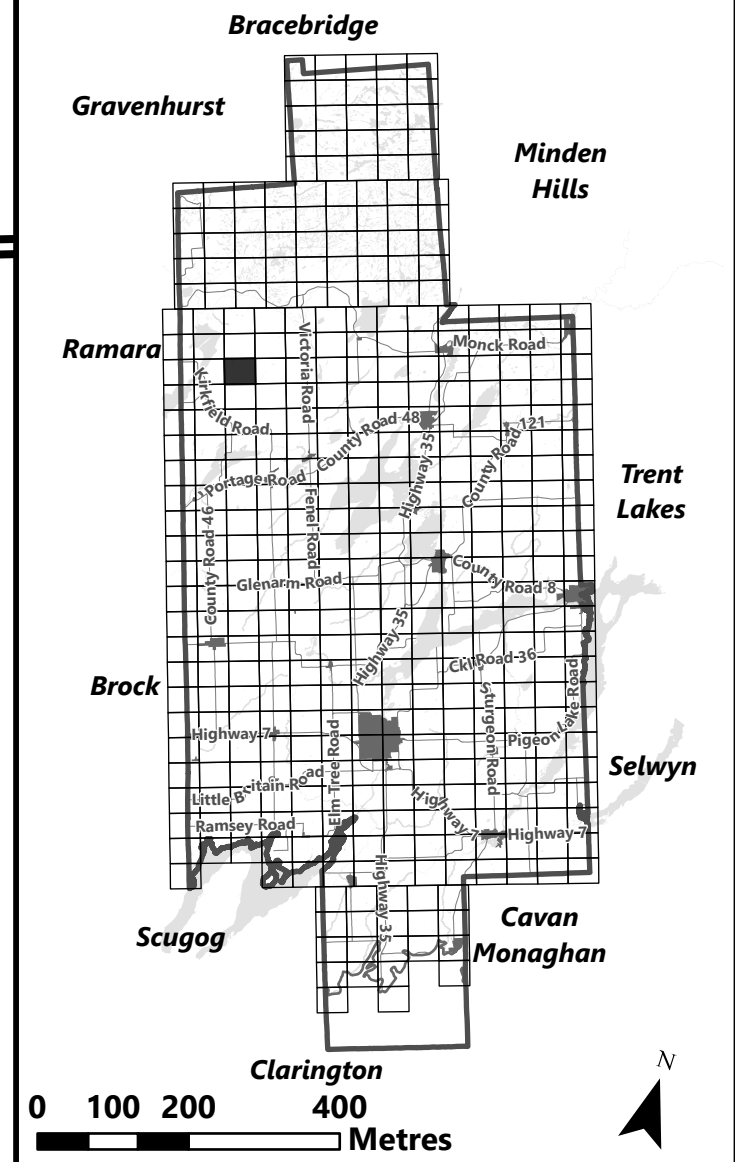 Bracebridge
Gravenhurst
Minden
Hills
Ramara
Monck Road
Victoria Road
Kirkfield Road
County Road 48
County Road 121
Highway 35
Portage Road
Trent
Lakes
Fenel Road
County Road 46
Glenarm Road
County Road 8
Highway 35
Ckl Road 36
Brock
Sturgeon Road
Pigeon Lake Road
Highway 7
Elm Tree Road
Selwyn
Little Britain Road
Ramsey Road
Highway 7
Highway 7
Highway 35
Scugog
Cavan
Monaghan
Clarington
N
0 100 200 400
Metres